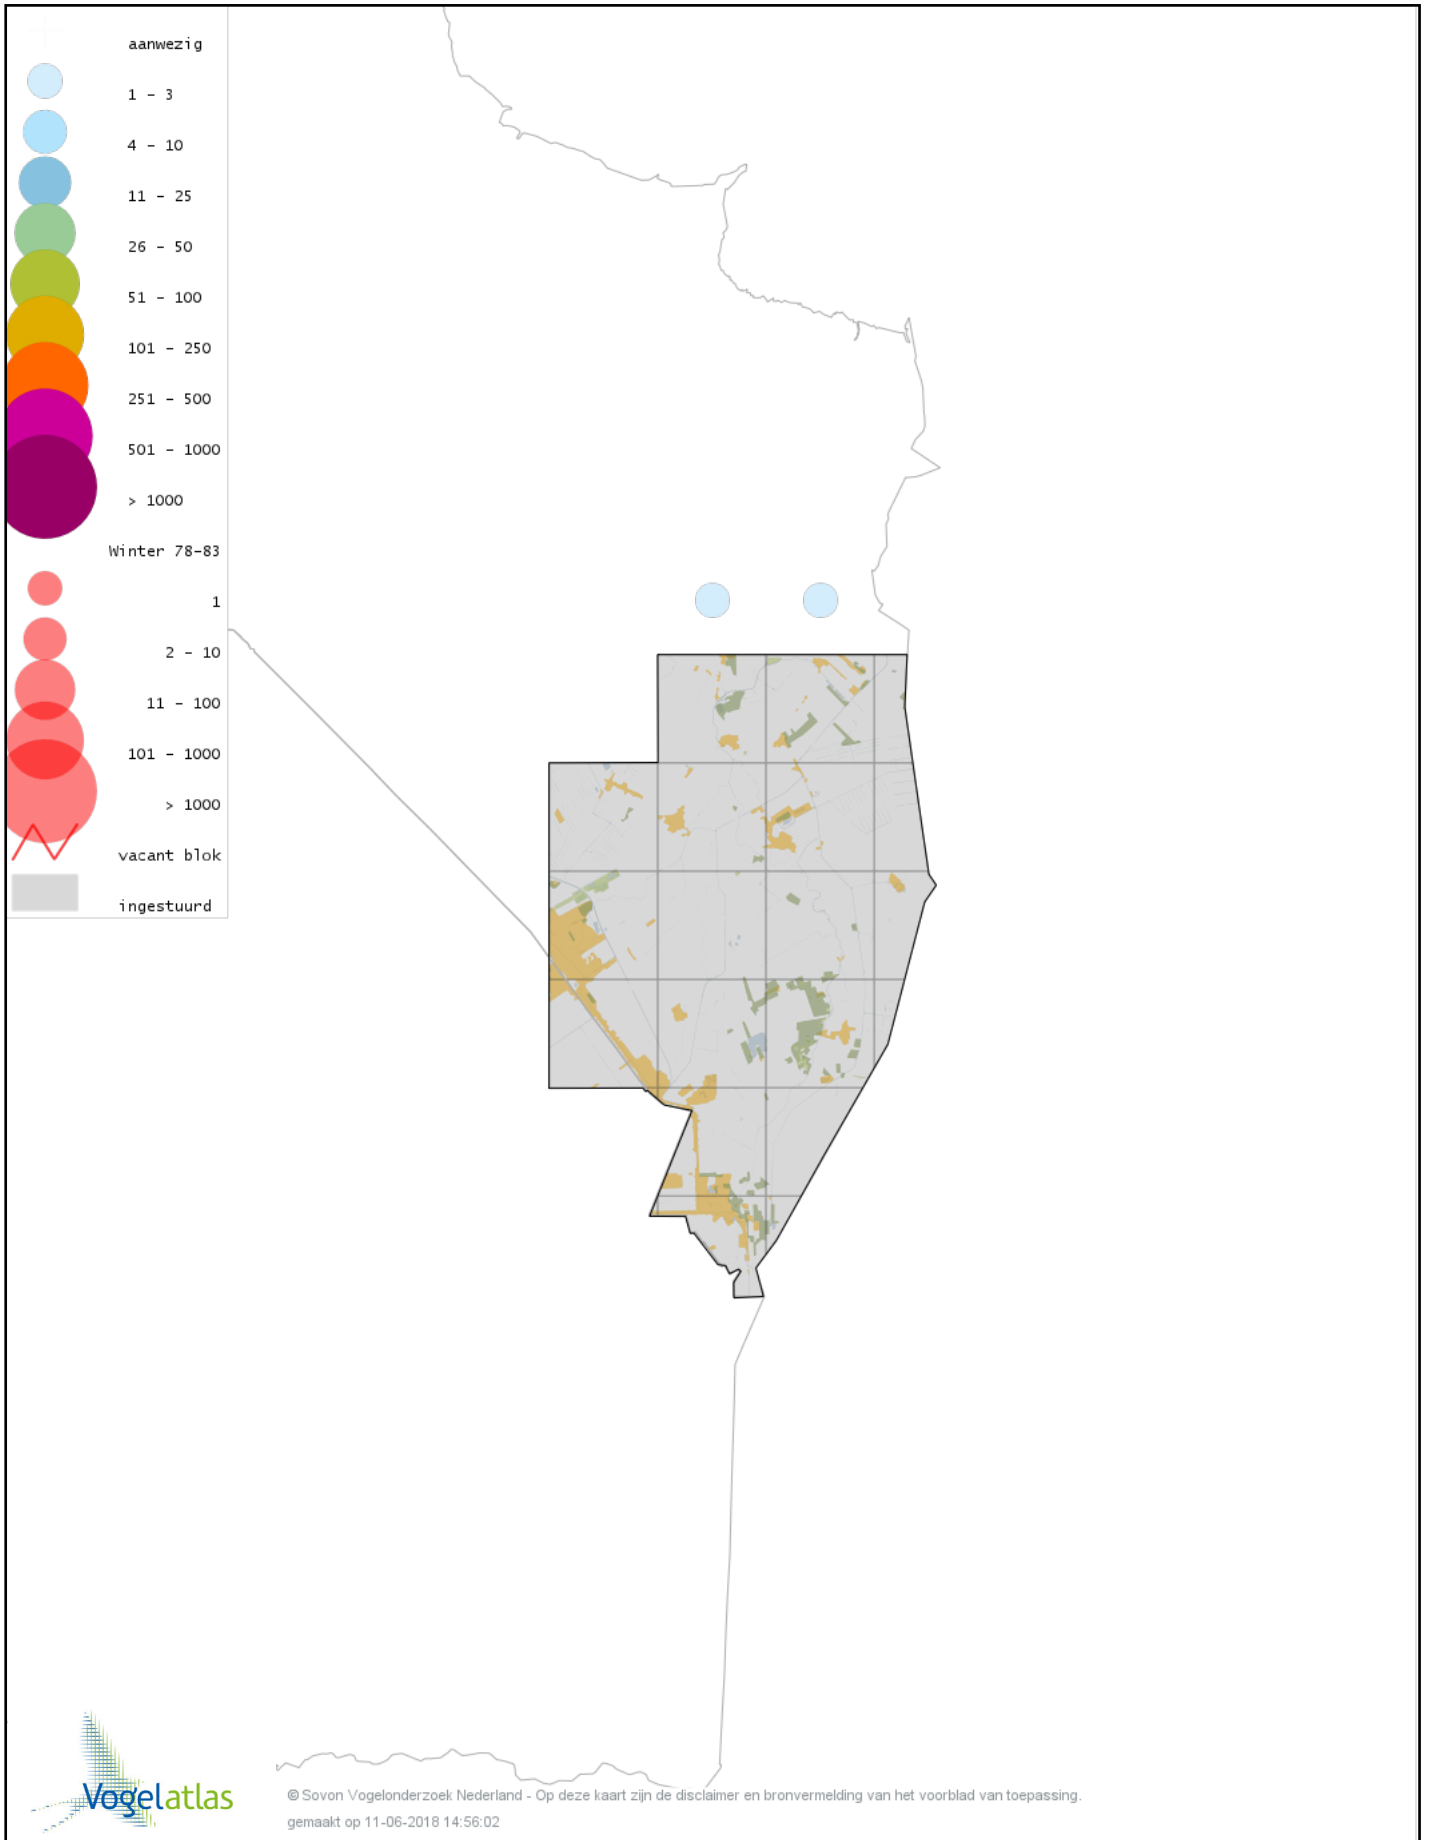 aanwezig
1 – 3
4 – 10
11 – 25
26 – 50
51 – 100
101 – 250
251 – 500
501 – 1000
> 1000
Winter 78–83
1
2 – 10
11 – 100
101 – 1000
> 1000
vacant blok
ingestuurd
Vogelatlas
© Sovon Vogelonderzoek Nederland - Op deze kaart zijn de disclaimer en bronvermelding van het voorblad van toepassing.
gemaakt op 11-06-2018 14:56:02